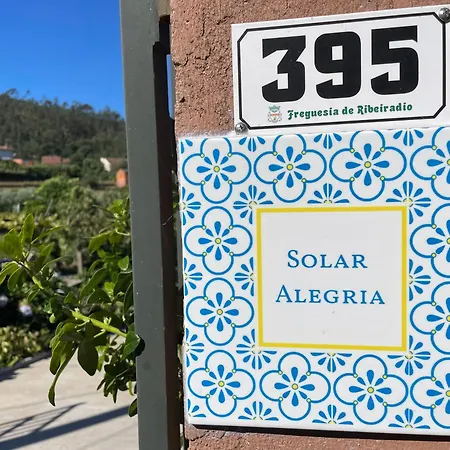 395
Freguesia de Ribeiradio
SOLAR
ALEGRIA